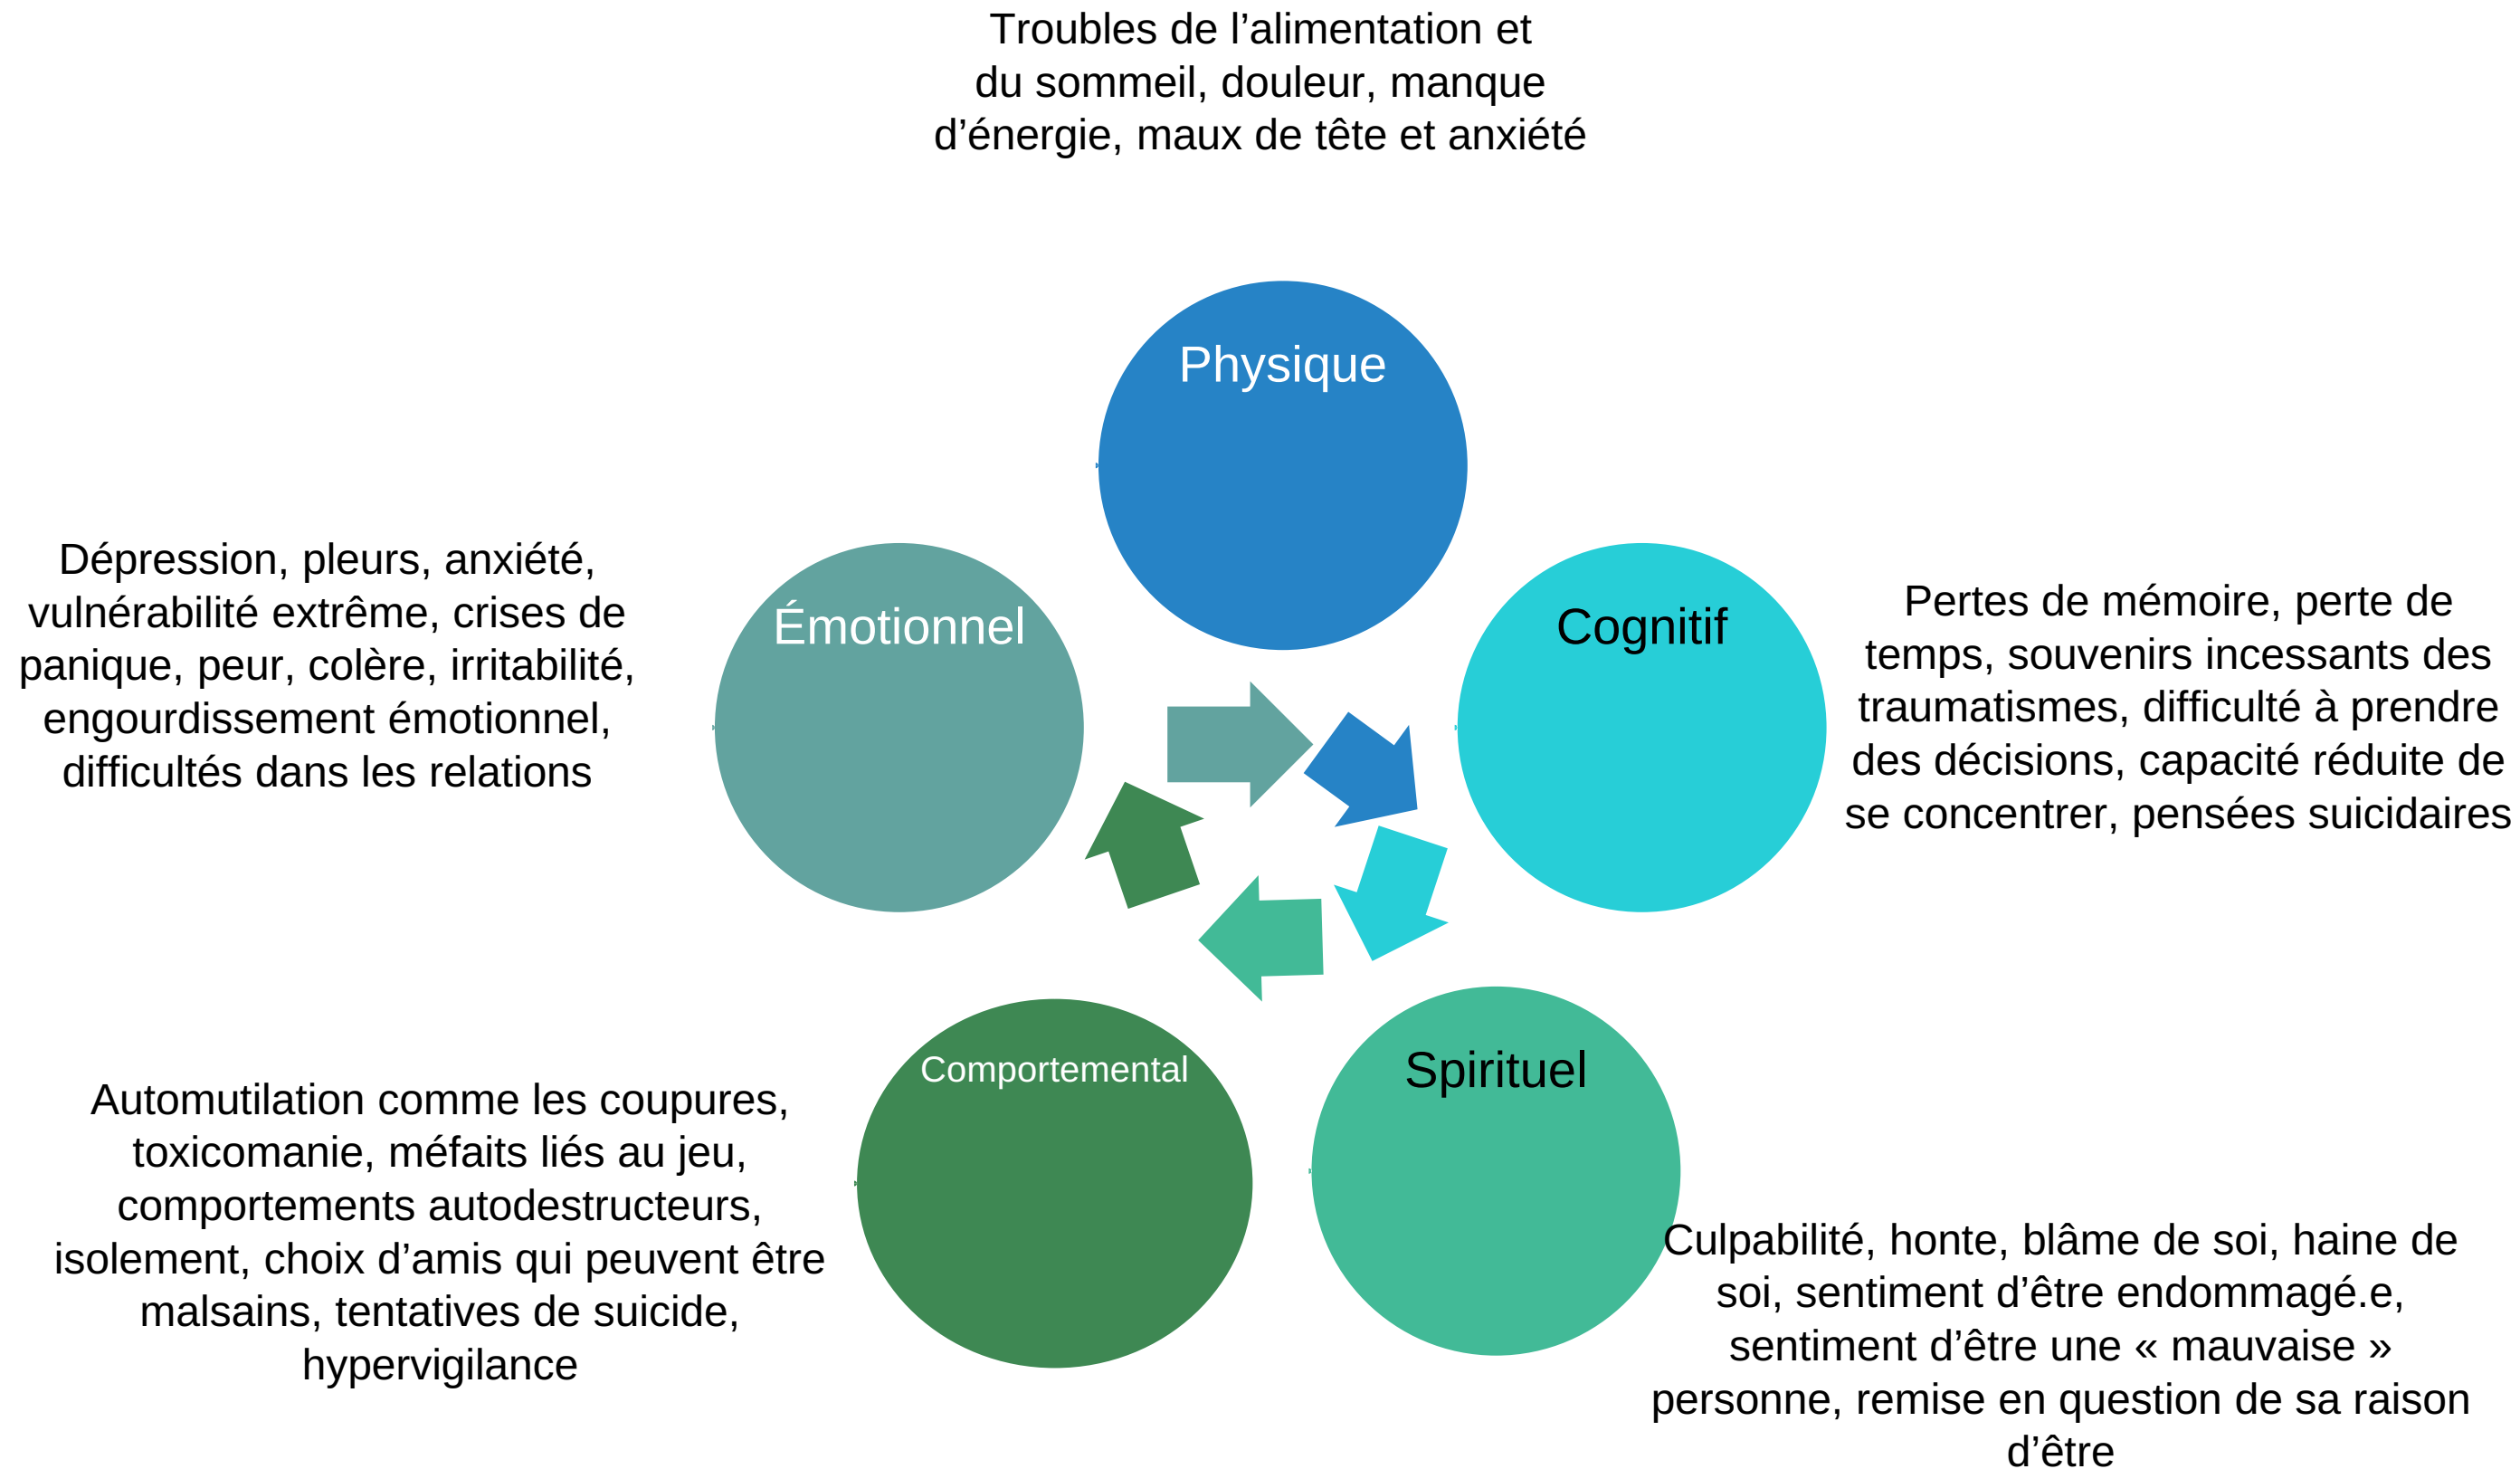 Troubles de l’alimentation et
du sommeil, douleur, manque
d’énergie, maux de tête et anxiété
Physique
Dépression, pleurs, anxiété,
vulnérabilité extrême, crises de
panique, peur, colère, irritabilité,
engourdissement émotionnel,
difficultés dans les relations
Émotionnel
Cognitif
Pertes de mémoire, perte de
temps, souvenirs incessants des
traumatismes, difficulté à prendre
des décisions, capacité réduite de
se concentrer, pensées suicidaires
Automutilation comme les coupures,
toxicomanie, méfaits liés au jeu,
comportements autodestructeurs,
isolement, choix d’amis qui peuvent être
malsains, tentatives de suicide,
hypervigilance
Comportemental
Spirituel
Culpabilité, honte, blâme de soi, haine de
soi, sentiment d’être endommagé.e,
sentiment d’être une « mauvaise »
personne, remise en question de sa raison
d’être